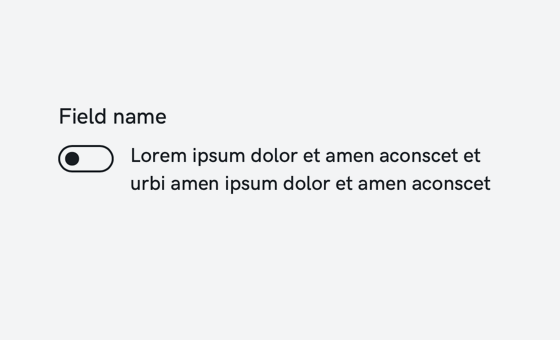 Field name
Lorem ipsum dolor et amen aconscet et
urbi amen ipsum dolor et amen aconscet